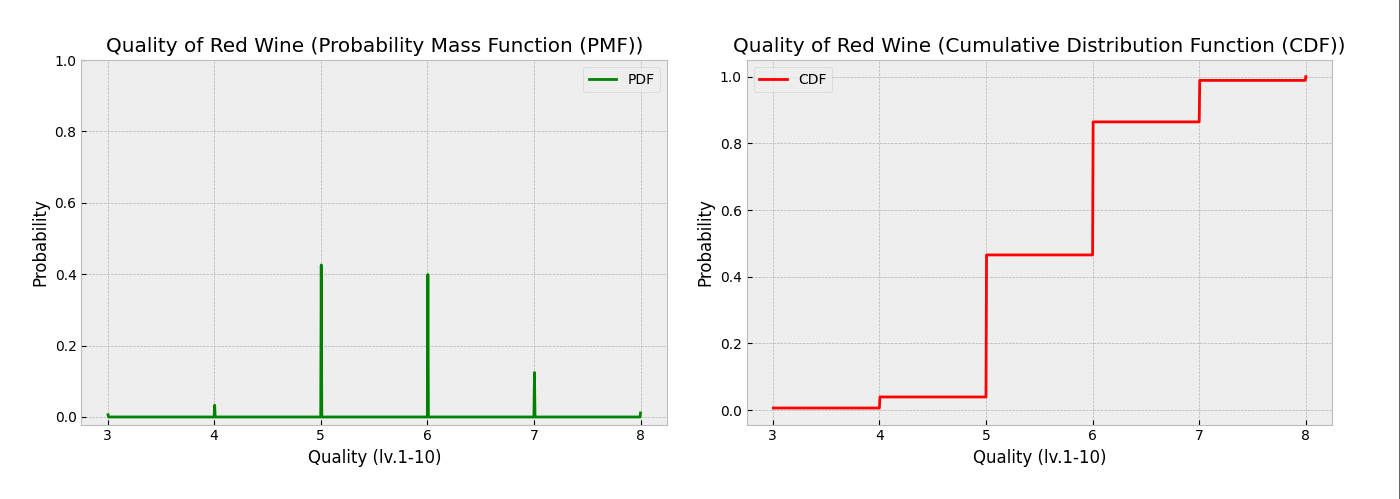 Quality of Red Wine (Probability Mass Function (PMF))
1.0
0.8
0.6
0.4
0.2
0.0
Probability
PDF
3 4 5 6 7 8
Quality (lv.1-10)
Quality of Red Wine (Cumulative Distribution Function (CDF))
1.0
0.8
0.6
0.4
0.2
0.0
Probability
CDF
3 4 5 6 7 8
Quality (lv.1-10)